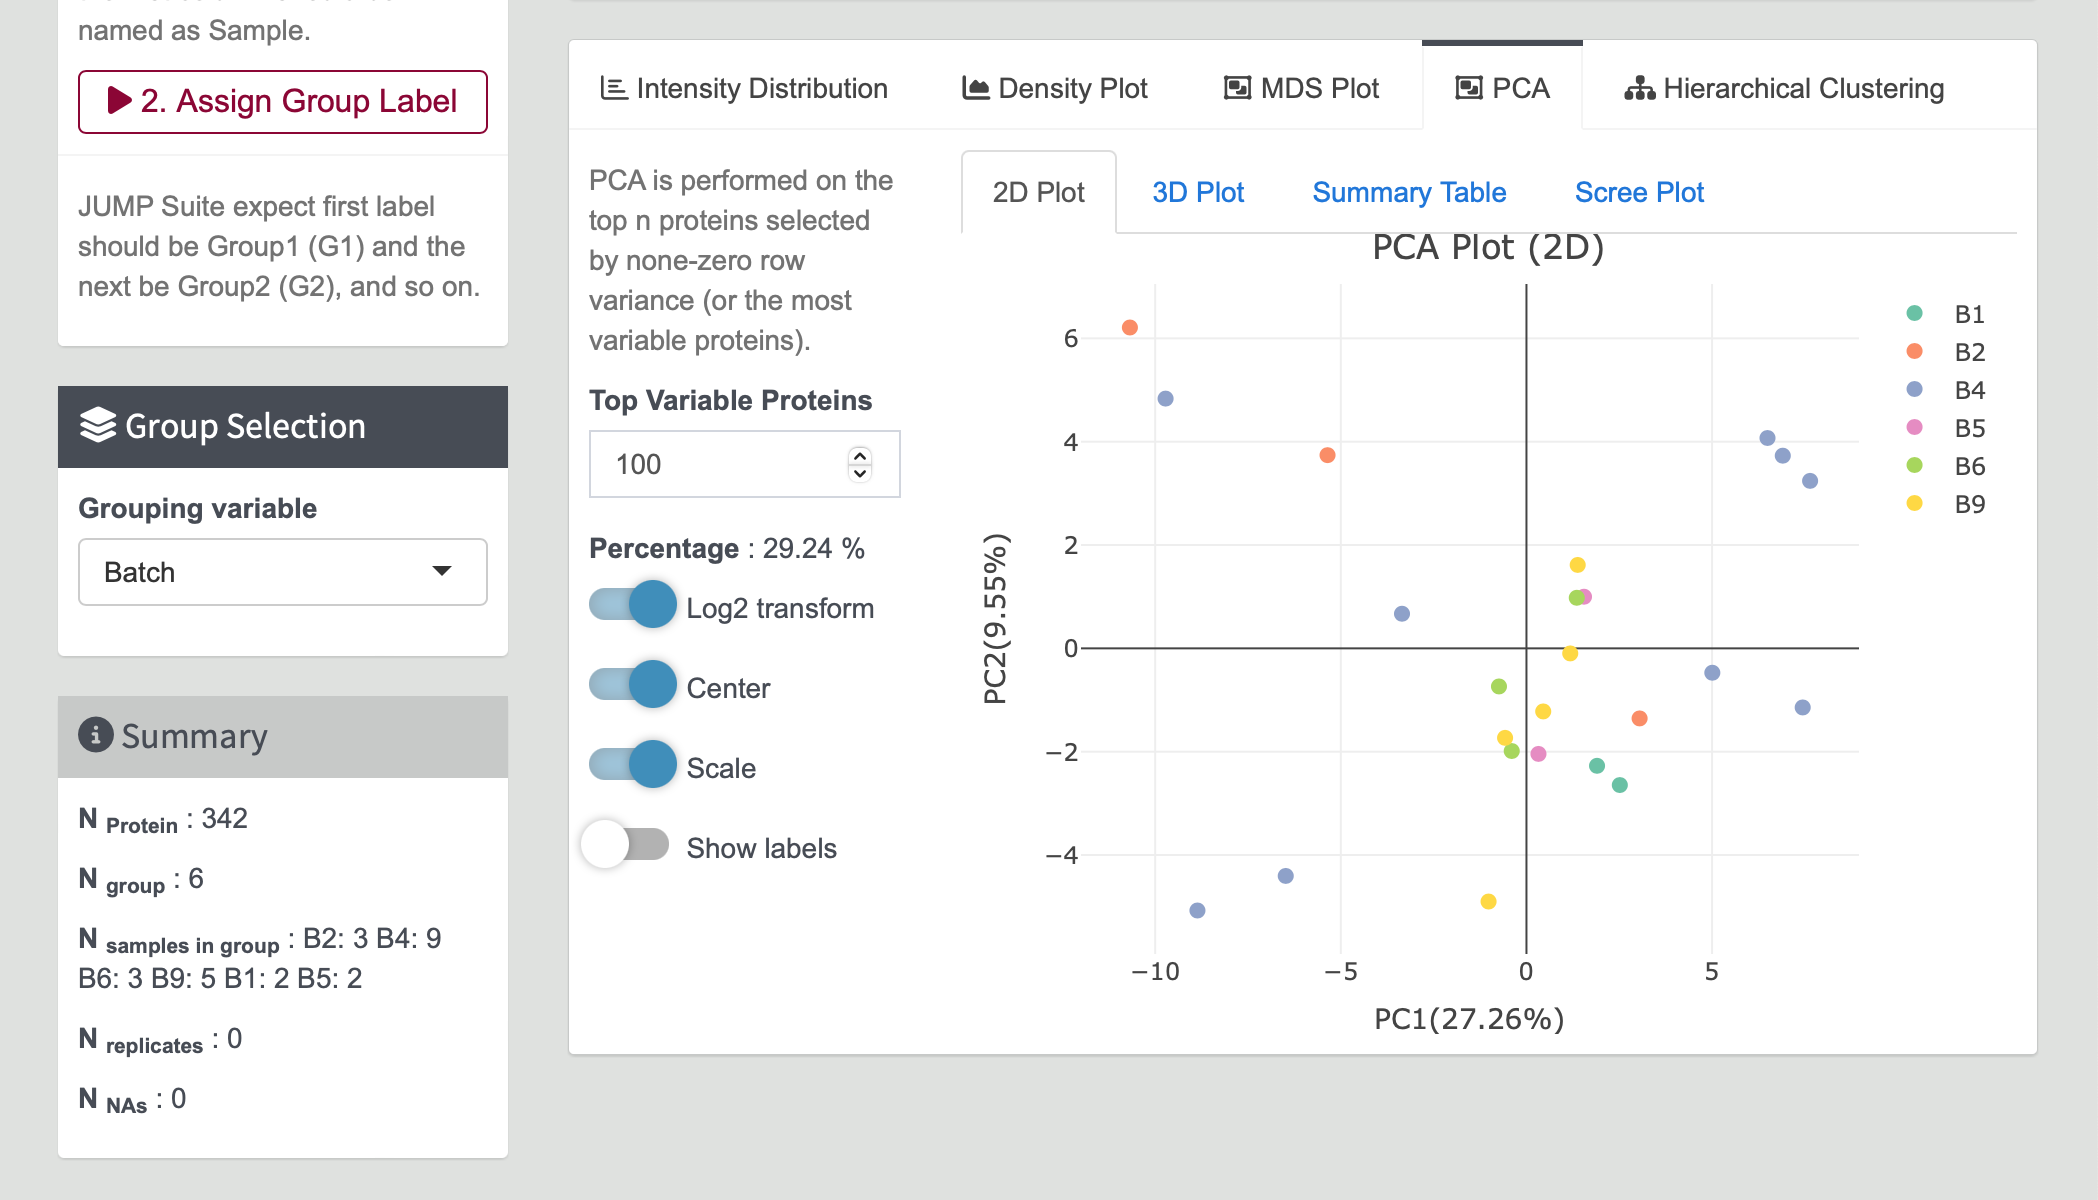 named as Sample.
2. Assign Group Label
JUMP Suite expect first label
should be Group1 (G1) and the
next be Group2 (G2), and so on.
Group Selection
Grouping variable
Batch
Summary
N Protein : 342
N group : 6
N samples in group : B2: 3 B4: 9
B6: 3 B9: 5 B1: 2 B5: 2
N replicates : 0
N NAs : 0
Intensity Distribution
Density Plot
MDS Plot
PCA
Hierarchical Clustering
PCA is performed on the
top n proteins selected
by none-zero row
variance (or the most
variable proteins).
Top Variable Proteins
100
Percentage : 29.24 %
Log2 transform
Center
Scale
Show labels
2D Plot
3D Plot
Summary Table
Scree Plot
PCA Plot (2D)
6
4
2
0
−2
−4
PC2(9.55%)
−10
−5
0
5
PC1(27.26%)
B1
B2
B4
B5
B6
B9